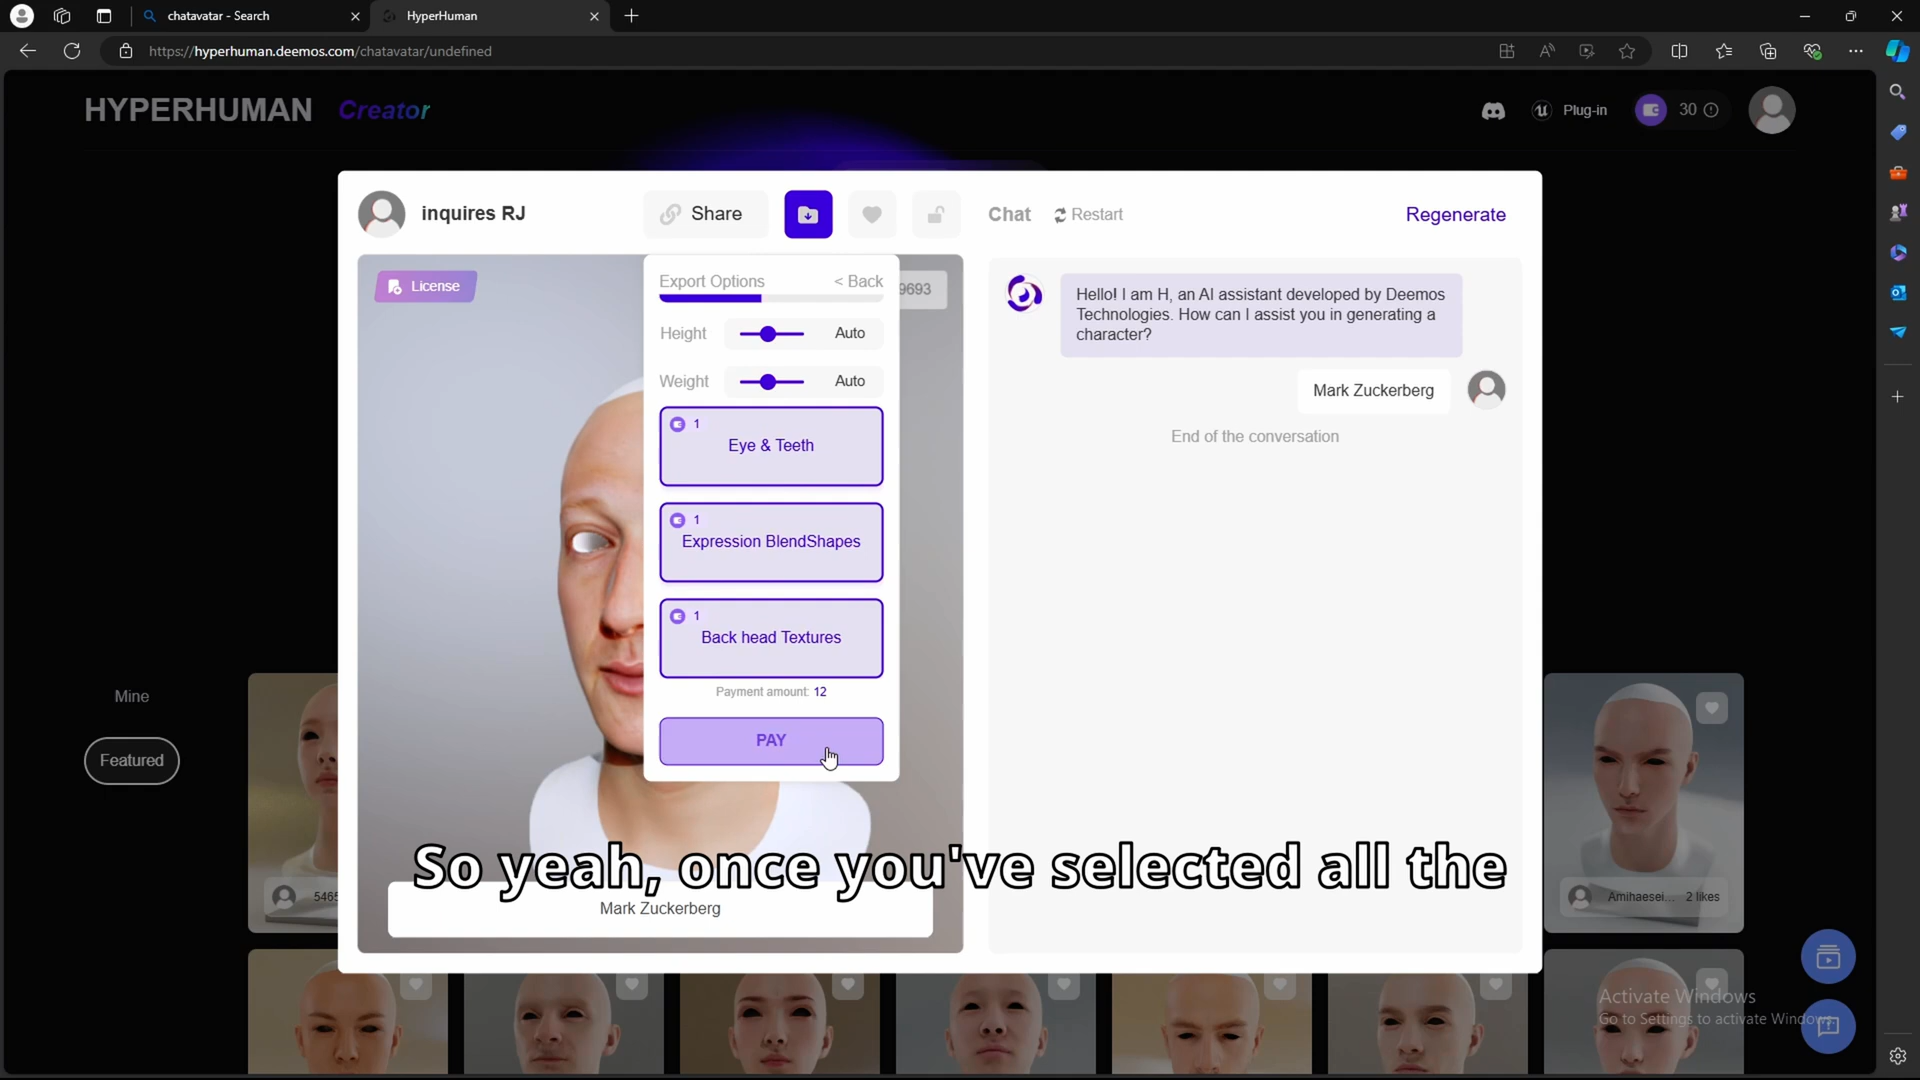 chatavatar - Search
HyperHuman
https://hyperhuman.deemos.com/chatavatar/undefined
HYPERHUMAN Creator
Plug-in
30
inquires RJ
Share
Chat
Restart
Regenerate
License
Export Options
< Back
9693
Height
Auto
Weight
Auto
1
Eye & Teeth
1
Expression BlendShapes
1
Back head Textures
Payment amount: 12
PAY
Hello! I am H, an AI assistant developed by Deemos
Technologies. How can I assist you in generating a
character?
Mark Zuckerberg
End of the conversation
Mine
Featured
So yeah, once you've selected all the
Mark Zuckerberg
5465
Amihaesei... 2 likes
Activate Windows
Go to Settings to activate Windows.